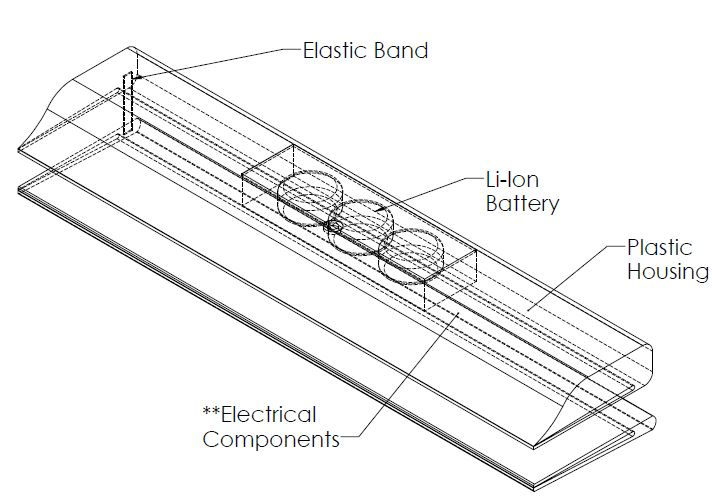 Elastic Band
Li-Ion
Battery
Plastic
Housing
**Electrical
Components